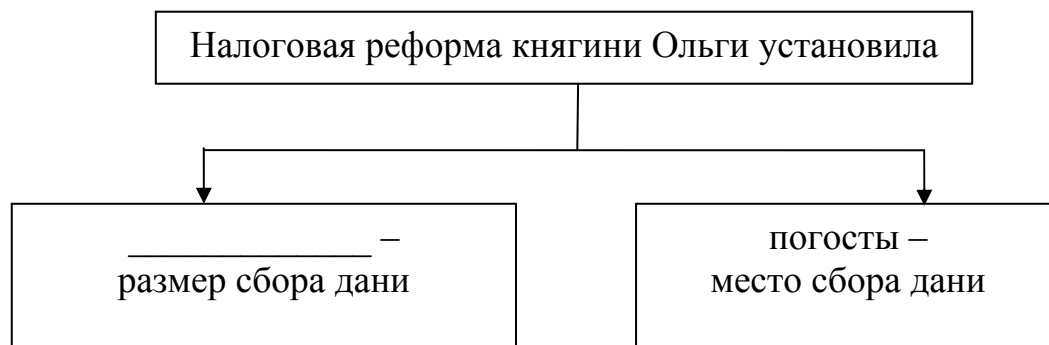 Налоговая реформа княгини Ольги установила
_____________ –
размер сбора дани
погосты –
место сбора дани